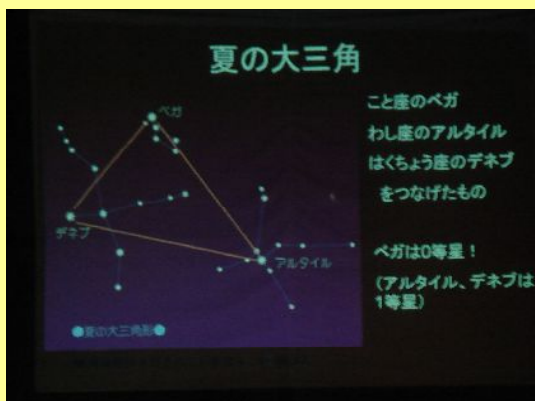 夏の大三角
こと座のベガ
わし座のアルタイル
はくちょう座のデネブ
をつなげたもの
ベガは0等星！
(アルタイル、デネブは
1等星)
ベガ
デネブ
アルタイル
●夏の大三角形●